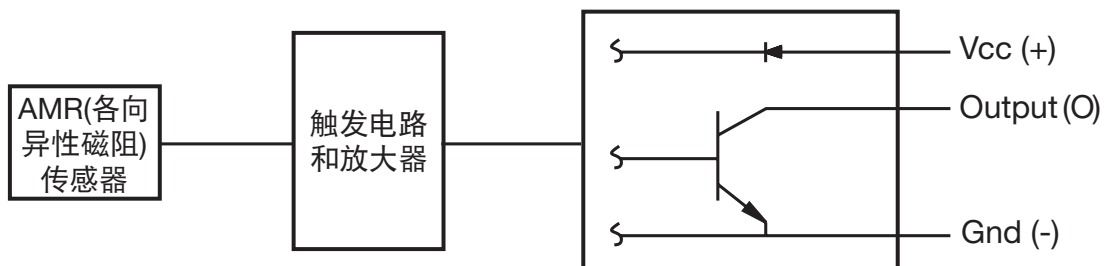 AMR(各向
异性磁阻)
传感器
触发电路
和放大器
Vcc (+)
Output (O)
Gnd (-)